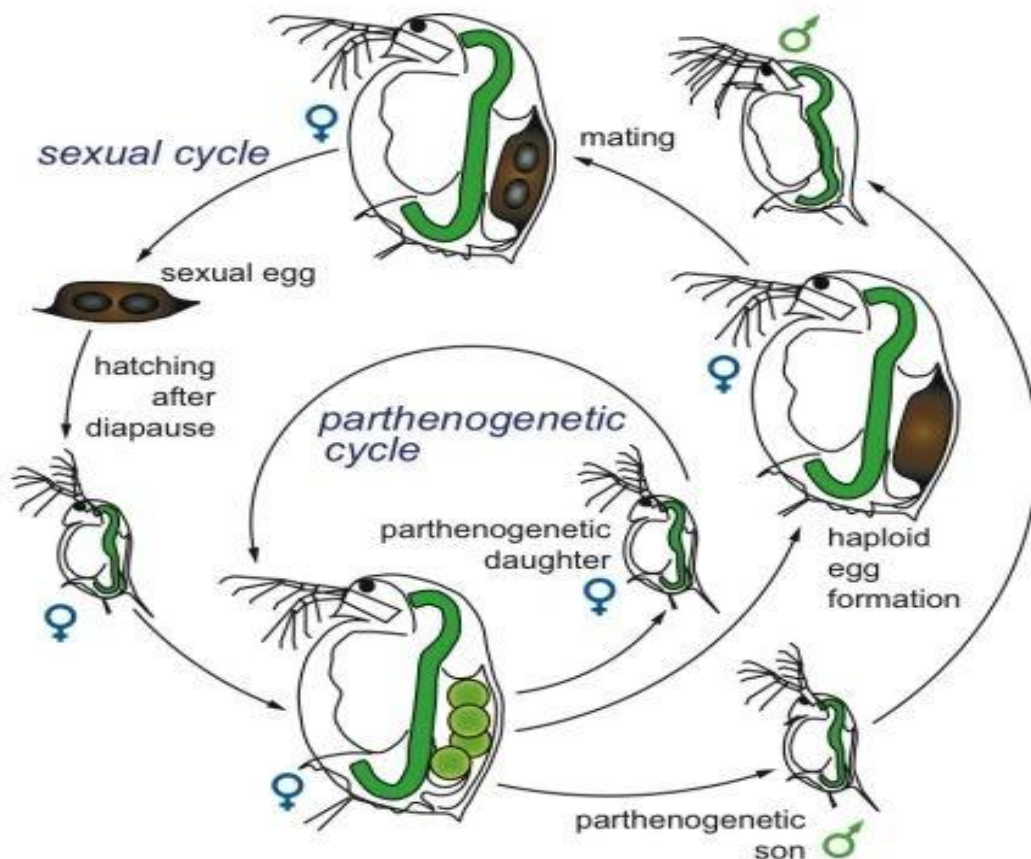 mating
sexual cycle
sexual egg
hatching
after
diapause
parthenogenetic
cycle
parthenogenetic
daughter
haploid
egg
formation
parthenogenetic
son